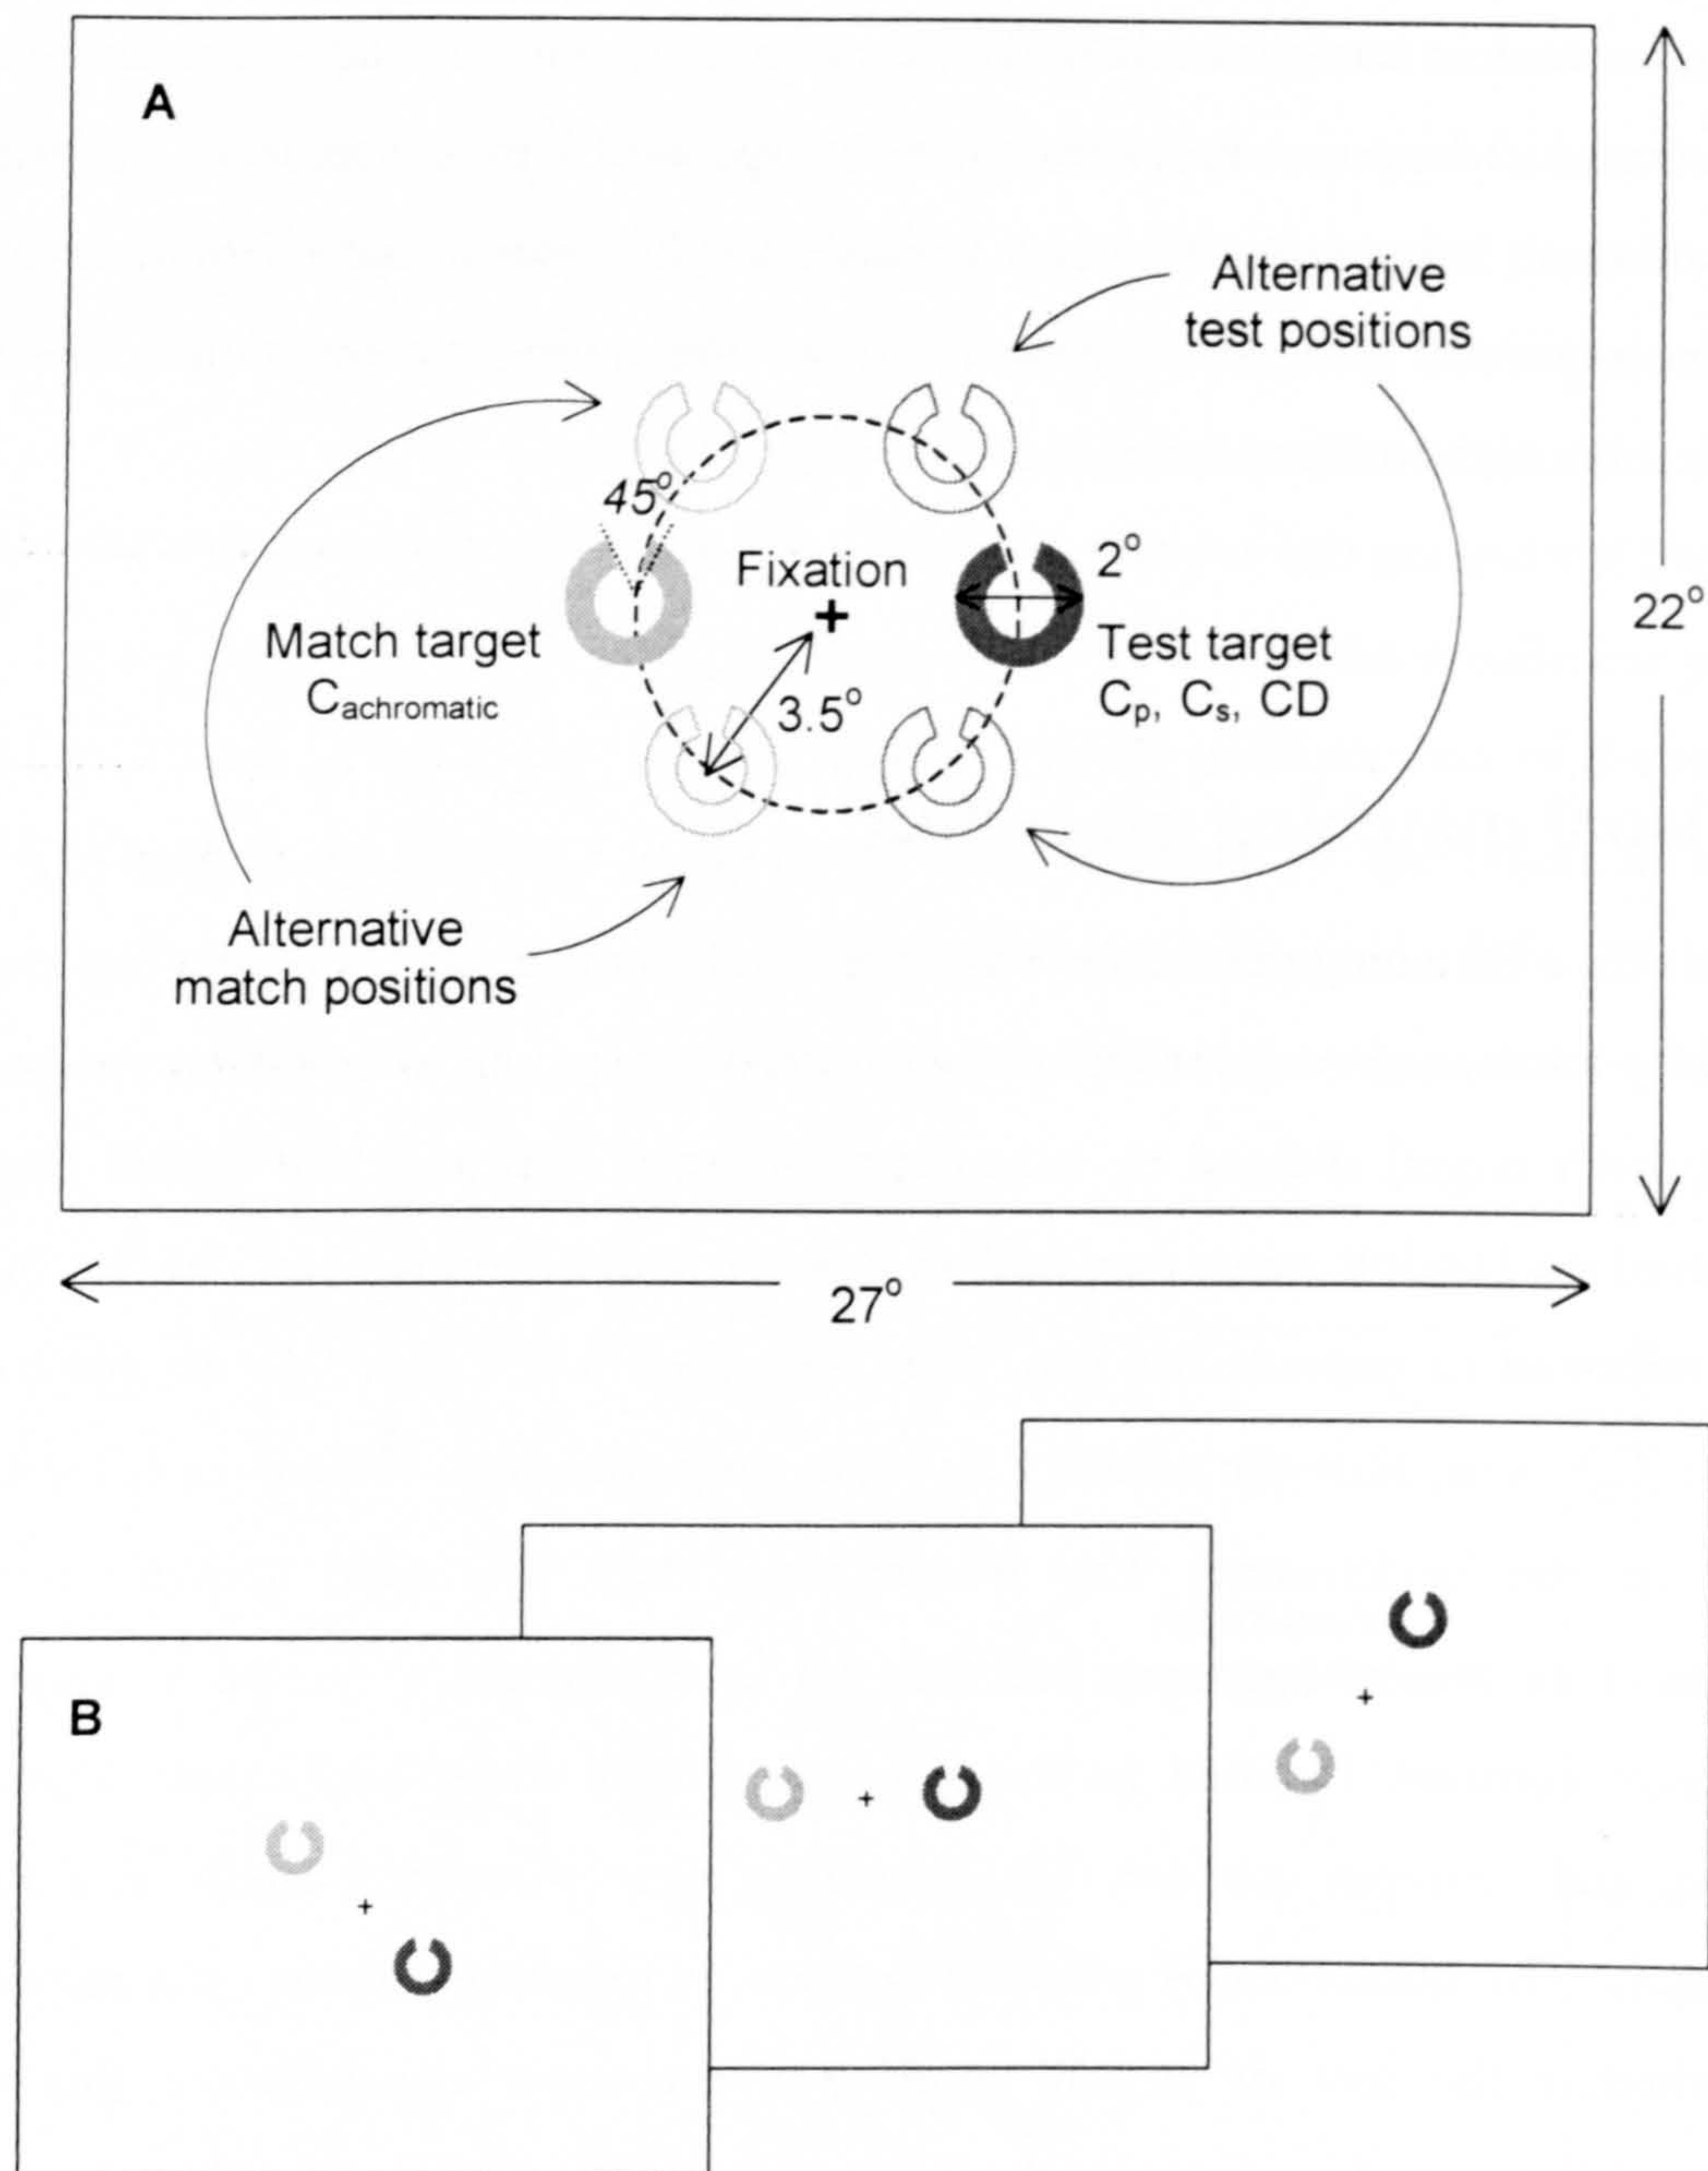 A
Alternative
test positions
45°
Fixation
+
2°
22°
Match target
Cachromatic
3.5°
Test target
Cp, Cs, CD
Alternative
match positions
27°
B